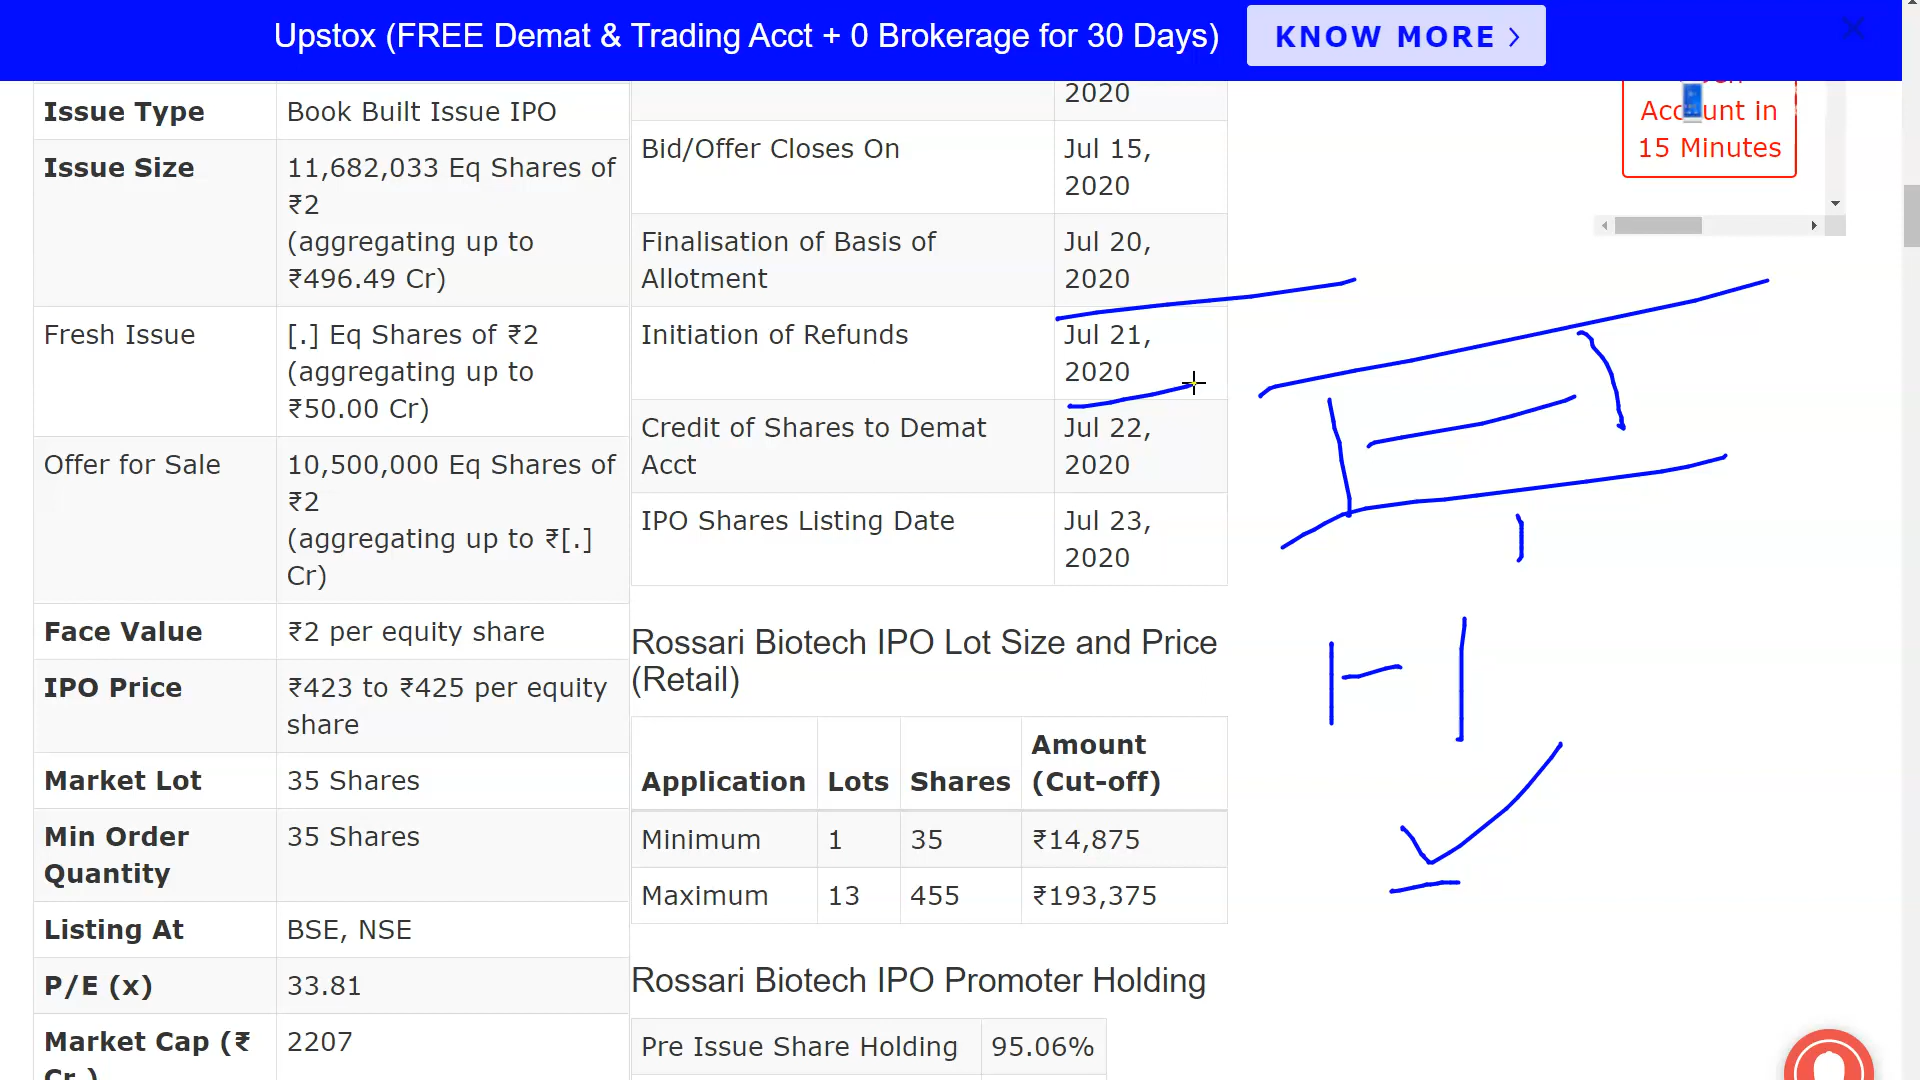 Upstox (FREE Demat & Trading Acct + 0 Brokerage for 30 Days)
KNOW MORE
Issue Type
Book Built Issue IPO
Issue Size
11,682,033 Eq Shares of
₹2
(aggregating up to
₹496.49 Cr)
Fresh Issue
[.] Eq Shares of ₹2
(aggregating up to
₹50.00 Cr)
Offer for Sale
10,500,000 Eq Shares of
₹2
(aggregating up to ₹[.]
Cr)
Face Value
₹2 per equity share
IPO Price
₹423 to ₹425 per equity
share
Market Lot
35 Shares
Min Order
Quantity
35 Shares
Listing At
BSE, NSE
P/E (x)
33.81
Market Cap (₹
Cr.)
2207
2020
Bid/Offer Closes On
Jul 15,
2020
Finalisation of Basis of
Allotment
Jul 20,
2020
Initiation of Refunds
Jul 21,
2020
Credit of Shares to Demat
Acct
Jul 22,
2020
IPO Shares Listing Date
Jul 23,
2020
Rossari Biotech IPO Lot Size and Price
(Retail)
Application Lots Shares Amount
(Cut-off)
Minimum 1 35 ₹14,875
Maximum 13 455 ₹193,375
Rossari Biotech IPO Promoter Holding
Pre Issue Share Holding 95.06%
Account in
15 Minutes